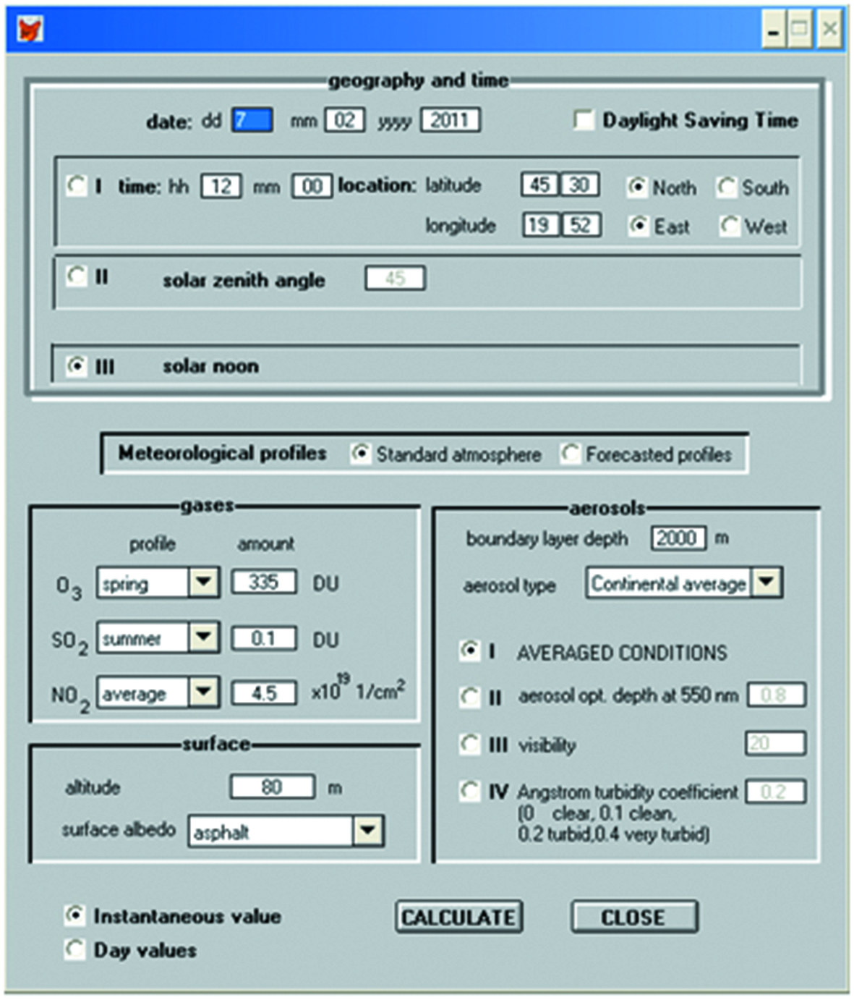 geography and time
date: dd 7 mm 02 yyyy 2011 Daylight Saving Time
I time: hh 12 mm 00 location: latitude 45 30 North South
longitude 19 52 East West
II solar zenith angle 45
III solar noon
Meteorological profiles Standard atmosphere Forecasted profiles
gases
profile amount
O3 spring 335 DU
SO2 summer 0.1 DU
NO2 average 4.5 x10^19 1/cm^2
surface
altitude 80 m
surface albedo asphalt
aerosols
boundary layer depth 2000 m
aerosol type Continental average
I AVERAGED CONDITIONS
II aerosol opt. depth at 550 nm 0.8
III visibility 20
IV Angstrom turbidity coefficient 0.2
(0 clear, 0.1 clean,
0.2 turbid,0.4 very turbid)
Instantaneous value CALCULATE CLOSE
Day values